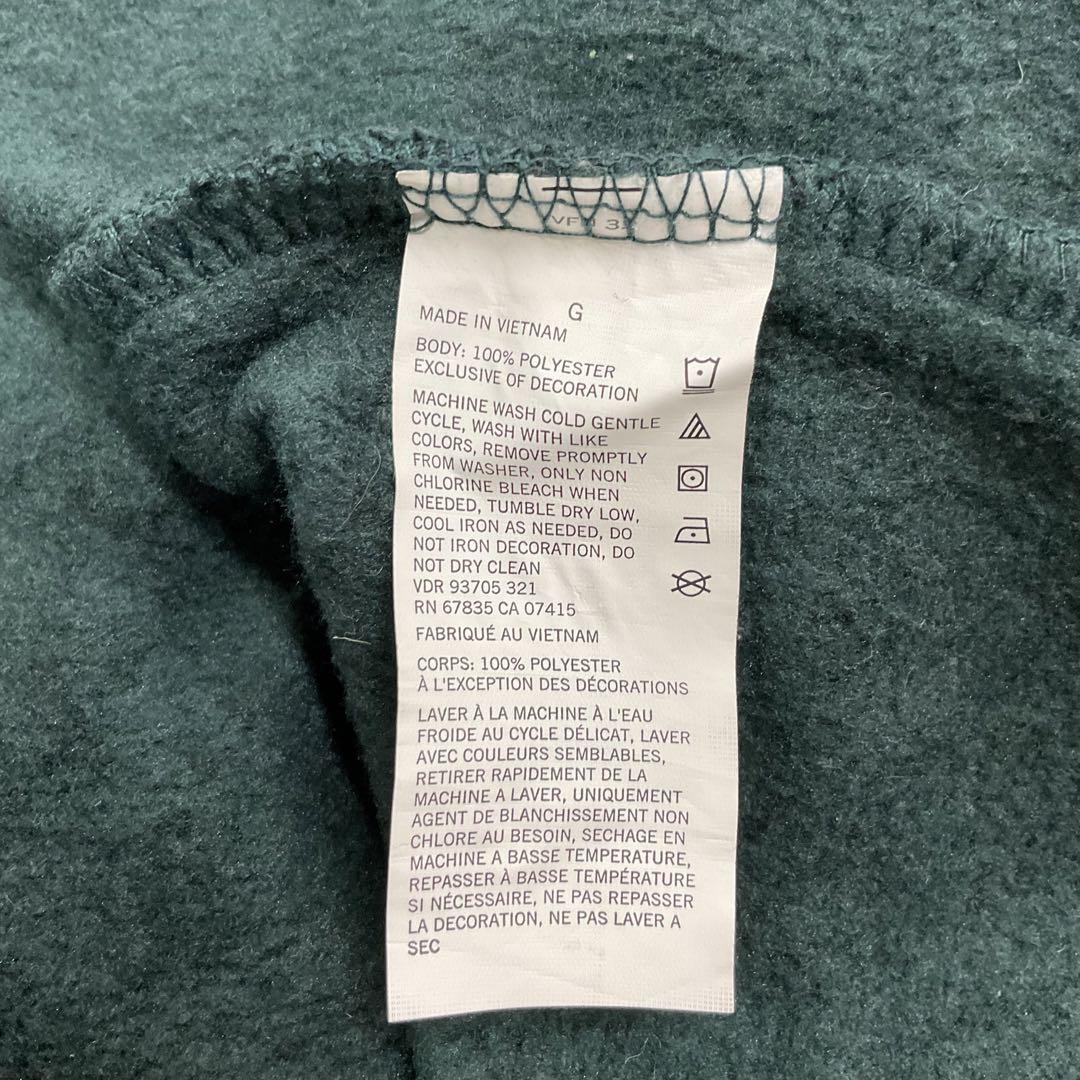 G
MADE IN VIETNAM
BODY: 100% POLYESTER
EXCLUSIVE OF DECORATION
MACHINE WASH COLD GENTLE
CYCLE, WASH WITH LIKE
COLORS, REMOVE PROMPTLY
FROM WASHER, ONLY NON
CHLORINE BLEACH WHEN
NEEDED, TUMBLE DRY LOW,
COOL IRON AS NEEDED, DO
NOT IRON DECORATION, DO
NOT DRY CLEAN
VDR 93705 321
RN 67835 CA 07415
FABRIQUÉ AU VIETNAM
CORPS: 100% POLYESTER
À L'EXCEPTION DES DÉCORATIONS
LAVER À LA MACHINE À L'EAU
FROIDE AU CYCLE DÉLICAT, LAVER
AVEC COULEURS SEMBLABLES,
RETIRER RAPIDEMENT DE LA
MACHINE A LAVER, UNIQUEMENT
AGENT DE BLANCHISSEMENT NON
CHLORE AU BESOIN, SECHAGE EN
MACHINE A BASSE TEMPERATURE,
REPASSER À BASSE TEMPÉRATURE
SI NÉCESSAIRE, NE PAS REPASSER
LA DECORATION, NE PAS LAVER A
SEC